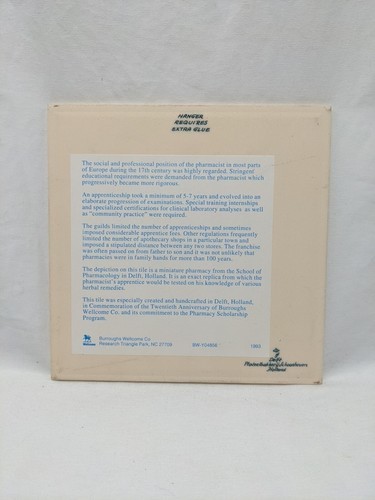 HANGER
REQUIRES
EXTRA GLUE
The social and professional position of the pharmacist in most parts
of Europe during the 17th century was highly regarded. Stringent
educational requirements were demanded from the pharmacist which
progressively became more rigorous.
An apprenticeship took a minimum of 5-7 years and evolved into an
elaborate progression of examinations. Special training internships
and specialized certifications for clinical laboratory analyses as well
as "community practice" were required.
The guilds limited the number of apprenticeships and sometimes
imposed considerable apprentice fees. Other regulations frequently
limited the number of apothecary shops in a particular town and
imposed a stipulated distance between any two stores. The franchise
was often passed on from father to son and it was not unlikely that
pharmacies were in family hands for more than 100 years.
The depiction on this tile is a miniature pharmacy from the School of
Pharmacology in Delft, Holland. It is an exact replica from which the
pharmacist's apprentice would be tested on his knowledge of various
herbal remedies.
This tile was especially created and handcrafted in Delft, Holland,
in Commemoration of the Twentieth Anniversary of Burroughs
Wellcome Co. and its commitment to the Pharmacy Scholarship
Program.
Burroughs Wellcome Co.
Research Triangle Park, NC 27709
1983
Delft
Holland